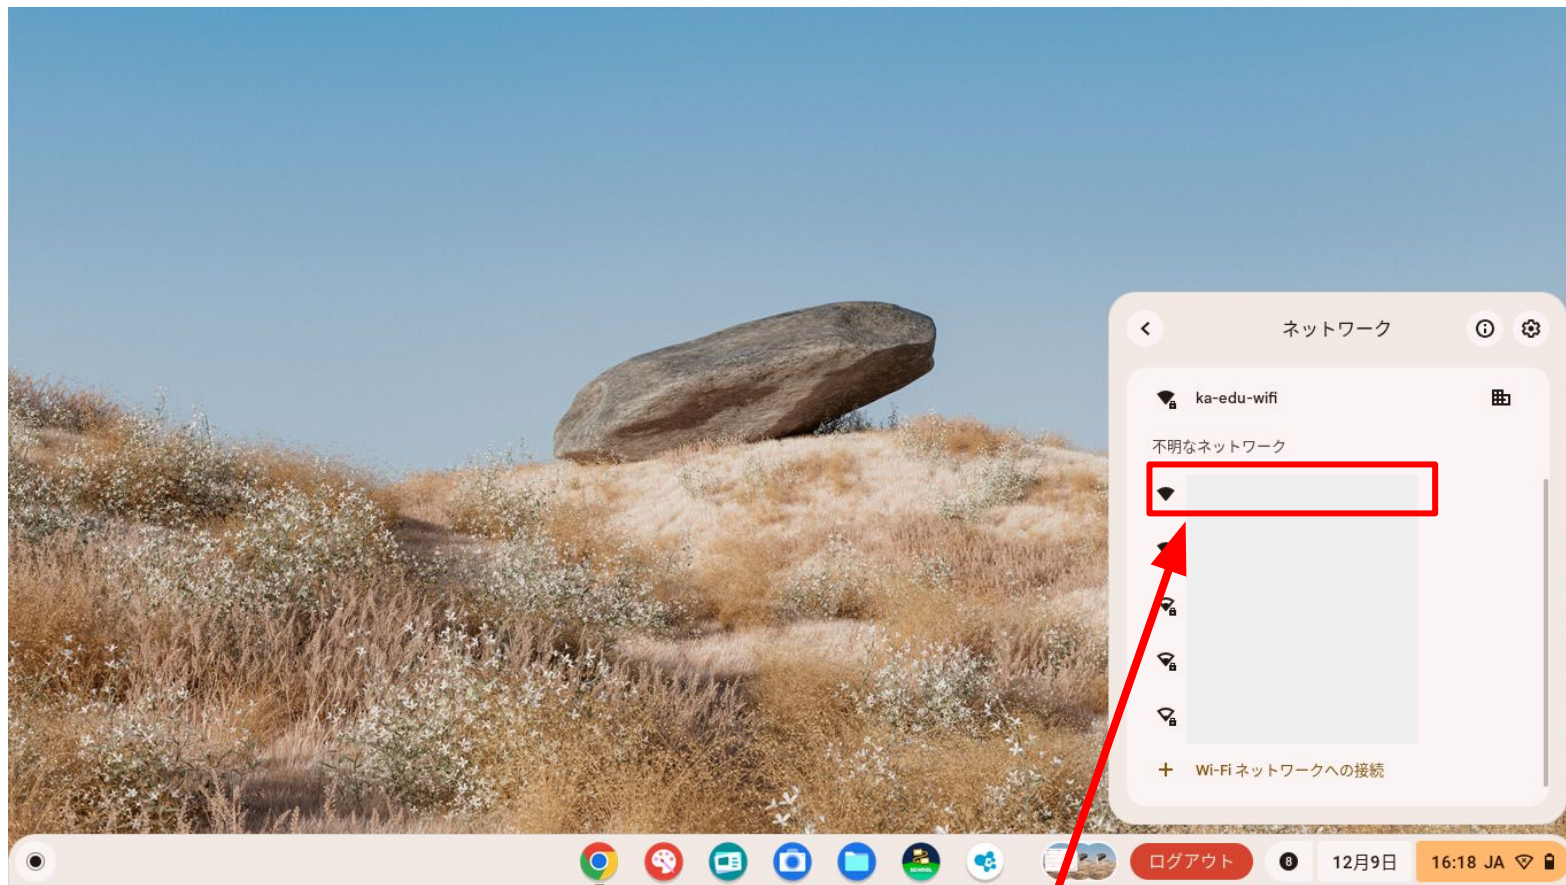 ネットワーク
ka-edu-wifi
不明なネットワーク
Wi-Fi ネットワークへの接続
SCHROL
ログアウト
8
12月9日
16:18 JA